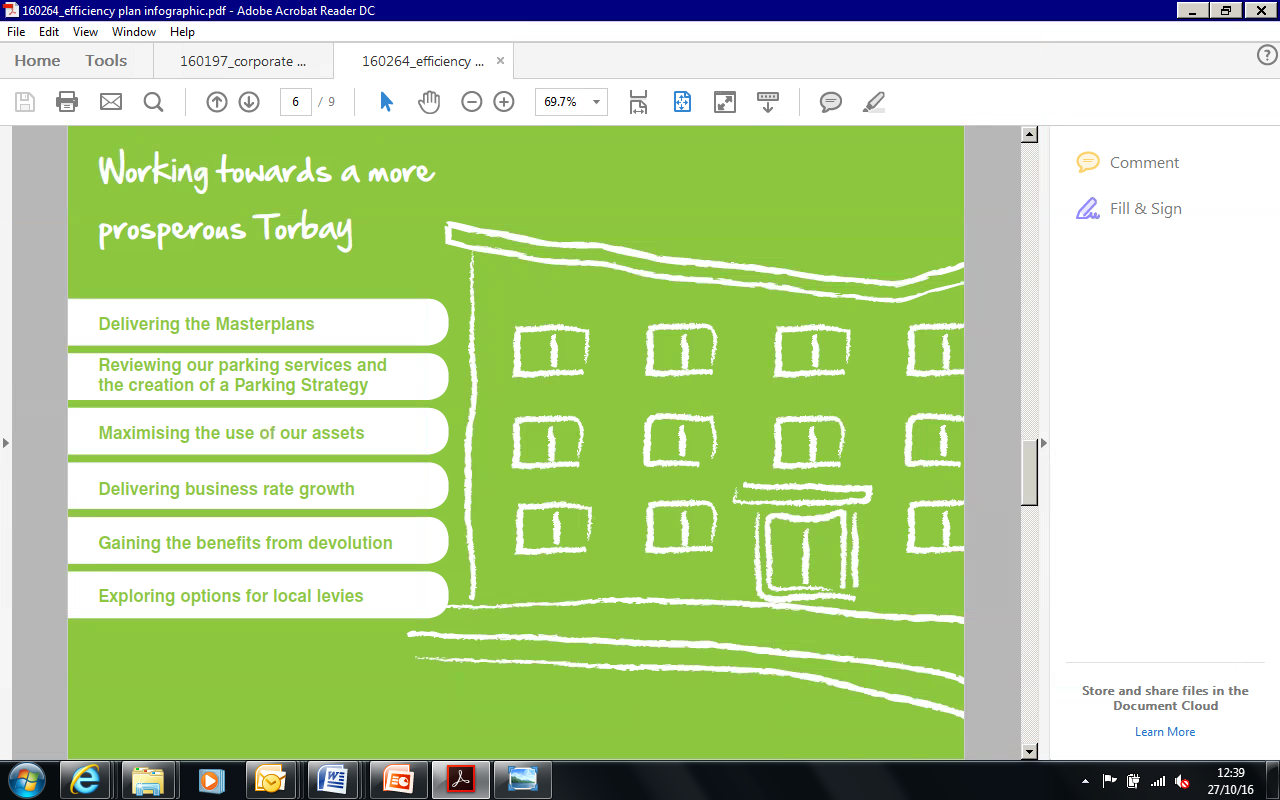 160264_efficiency plan infographic.pdf - Adobe Acrobat Reader DC
File Edit View Window Help
Home Tools 160197_corporate ... 160264_efficiency ...
6 / 9 69.7%
Working towards a more
prosperous Torbay
Delivering the Masterplans
Reviewing our parking services and
the creation of a Parking Strategy
Maximising the use of our assets
Delivering business rate growth
Gaining the benefits from devolution
Exploring options for local levies
Comment
Fill & Sign
Store and share files in the
Document Cloud
Learn More
12:39
27/10/16